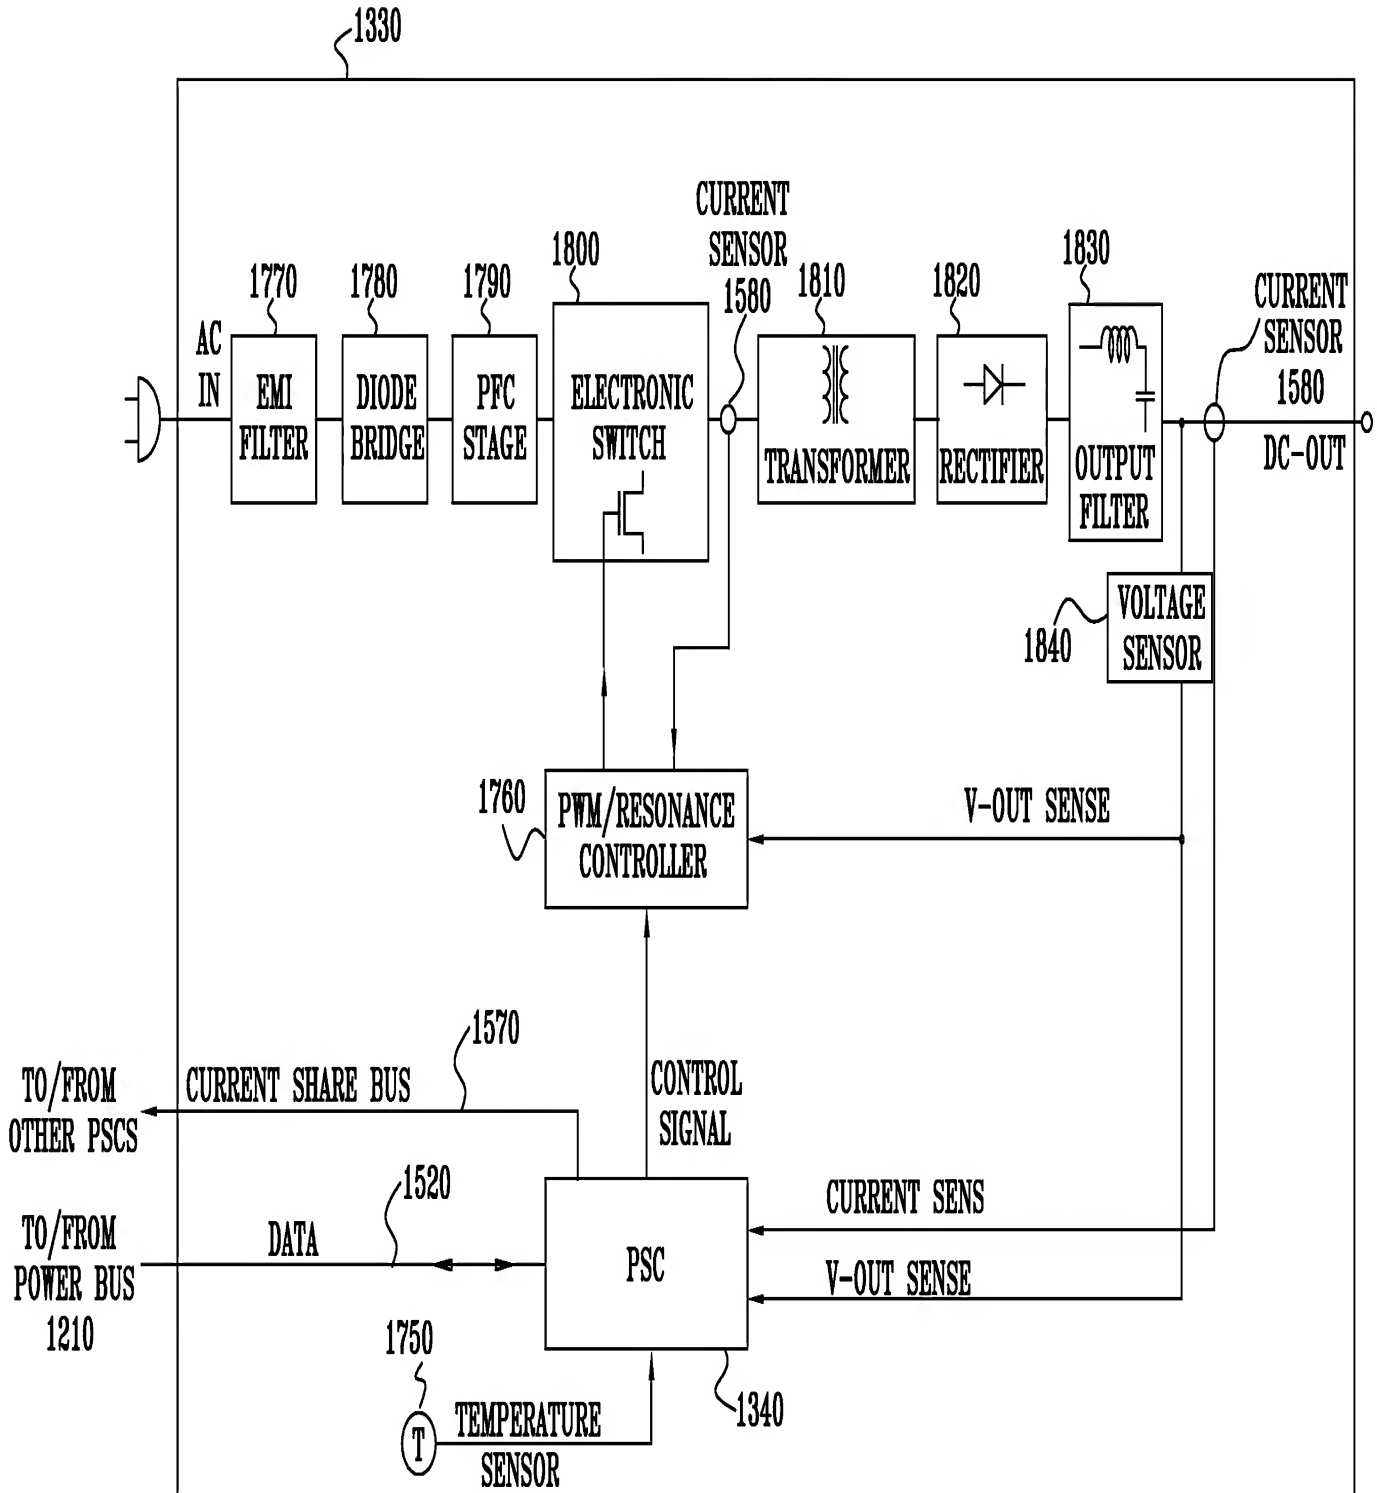 1330
CURRENT
SENSOR
1580
1770
1780
1790
1800
1810
1820
1830
CURRENT
SENSOR
1580
AC
IN
EMI
FILTER
DIODE
BRIDGE
PFC
STAGE
ELECTRONIC
SWITCH
TRANSFORMER
RECTIFIER
OUTPUT
FILTER
DC-OUT
VOLTAGE
SENSOR
1840
1760
PWM/RESONANCE
CONTROLLER
V-OUT SENSE
1570
TO/FROM
OTHER PSCS
CURRENT SHARE BUS
CONTROL
SIGNAL
1520
TO/FROM
POWER BUS
1210
DATA
PSC
CURRENT SENS
V-OUT SENSE
1750
T
TEMPERATURE
SENSOR
1340